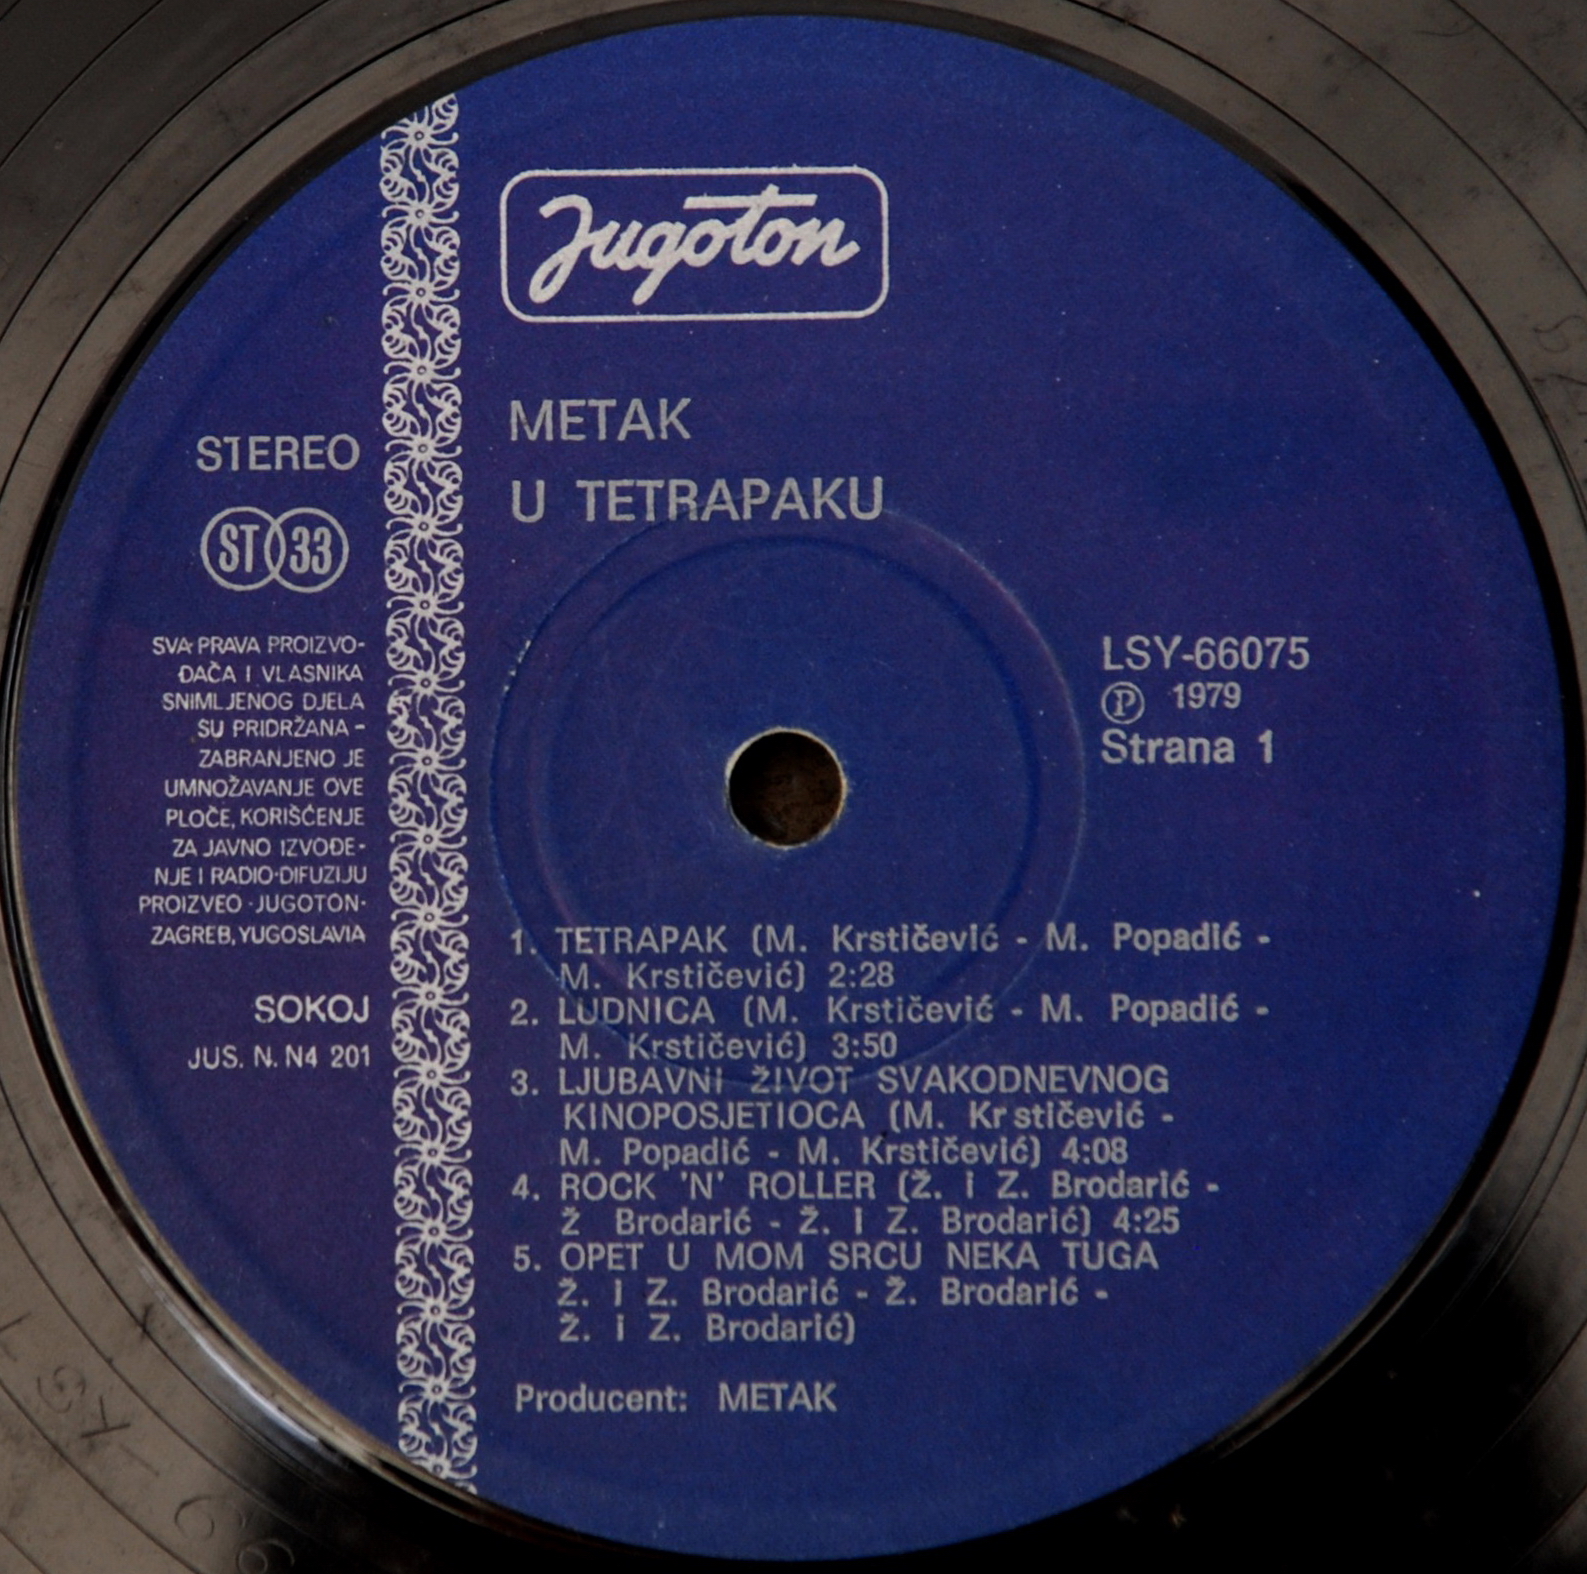 Jugoton
METAK
U TETRAPAKU
STEREO
ST 33
SVA PRAVA PROIZVO-
ĐAČA I VLASNIKA
SNIMLJENOG DJELA
SU PRIDRŽANA -
ZABRANJENO JE
UMNOŽAVANJE OVE
PLOČE, KORIŠĆENJE
ZA JAVNO IZVOĐE-
NJE I RADIO-DIFUZIJU
PROIZVEO -JUGOTON-
ZAGREB, YUGOSLAVIA
SOKOJ
JUS. N. N4 201
LSY-66075
Ⓟ 1979
Strana 1
1. TETRAPAK (M. Krstičević - M. Popadić -
M. Krstičević) 2:28
2. LUDNICA (M. Krstičević - M. Popadić -
M. Krstičević) 3:50
3. LJUBAVNI ŽIVOT SVAKODNEVNOG
KINOPOSJETIOCA (M. Krstičević -
M. Popadić - M. Krstičević) 4:08
4. ROCK 'N' ROLLER (Ž. i Z. Brodarić -
Ž Brodarić - Ž. i Z. Brodarić) 4:25
5. OPET U MOM SRCU NEKA TUGA
Ž. i Z. Brodarić - Ž. Brodarić -
Ž. i Z. Brodarić)
Producent: METAK